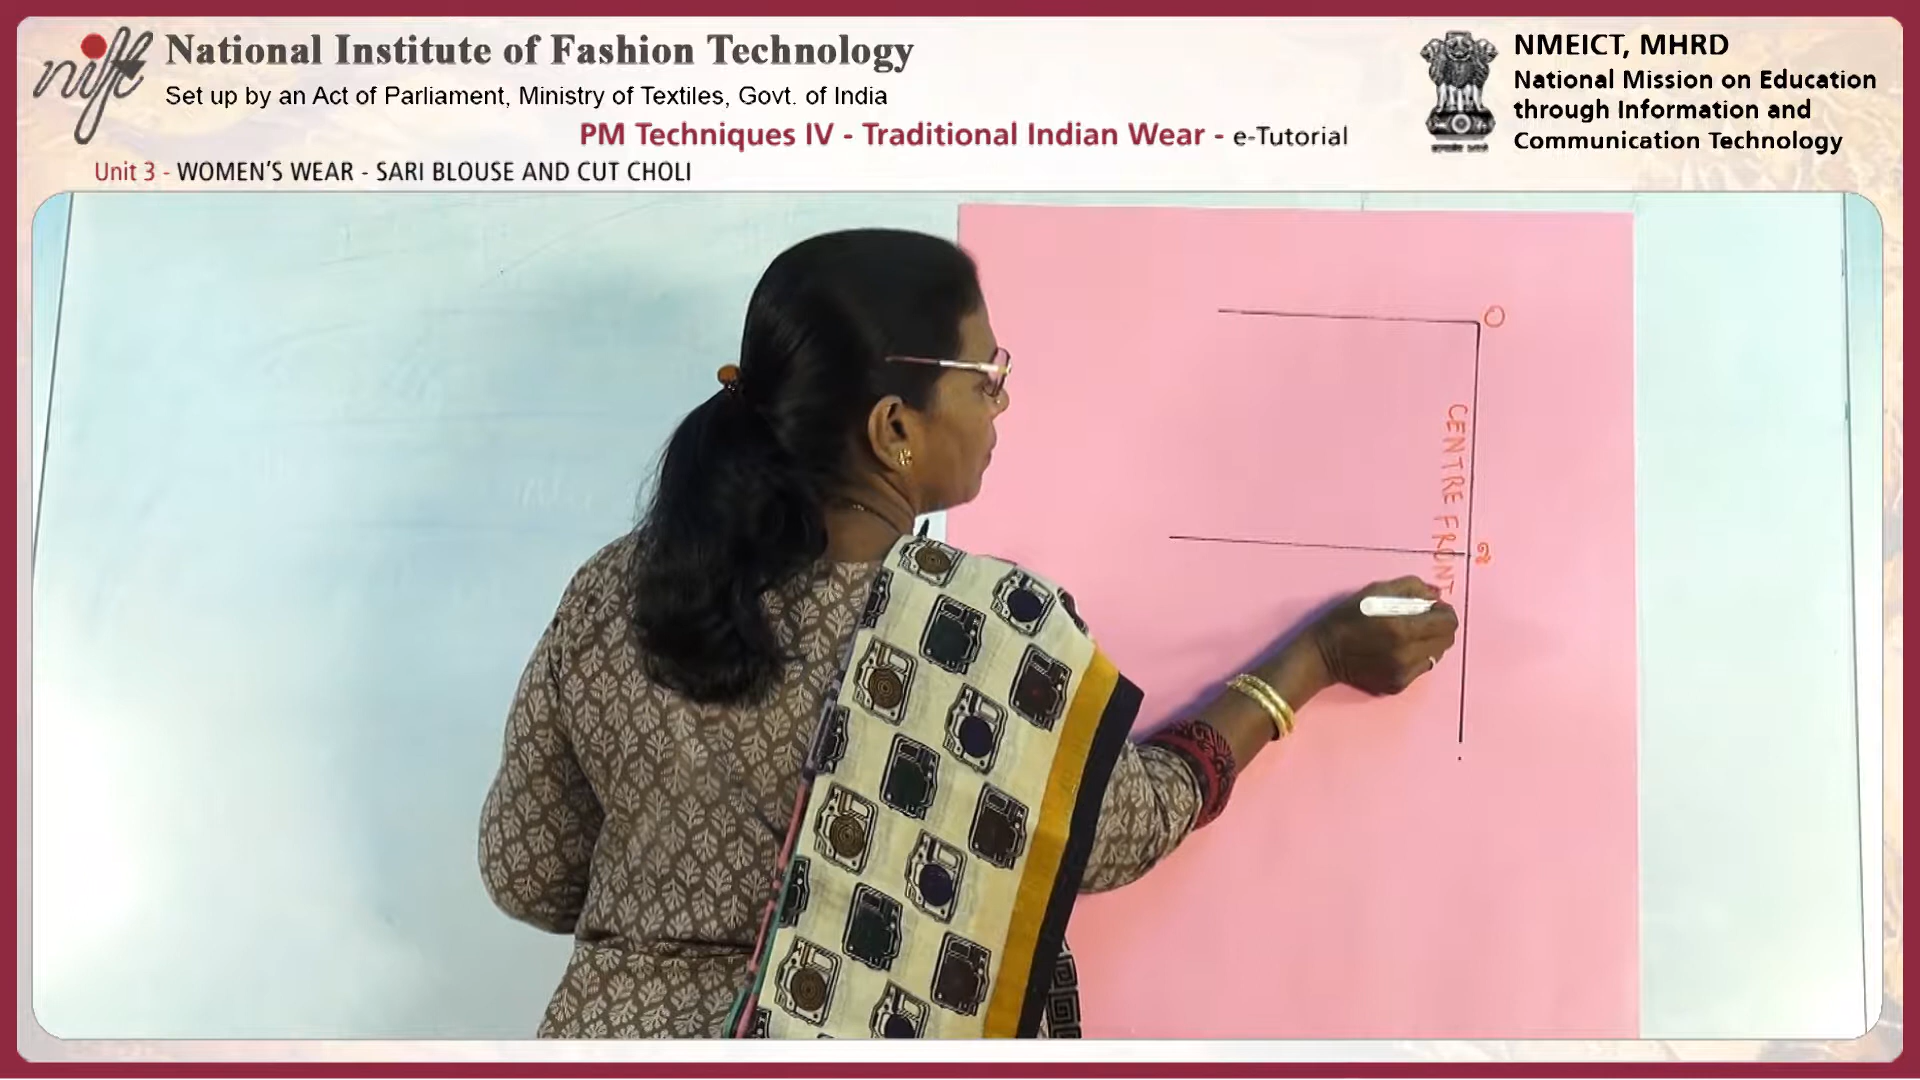 nift
National Institute of Fashion Technology
Set up by an Act of Parliament, Ministry of Textiles, Govt. of India
PM Techniques IV - Traditional Indian Wear - e-Tutorial
Unit 3 - WOMEN'S WEAR - SARI BLOUSE AND CUT CHOLI
NMEICT, MHRD
National Mission on Education
through Information and
Communication Technology
O
CENTRE FRONT